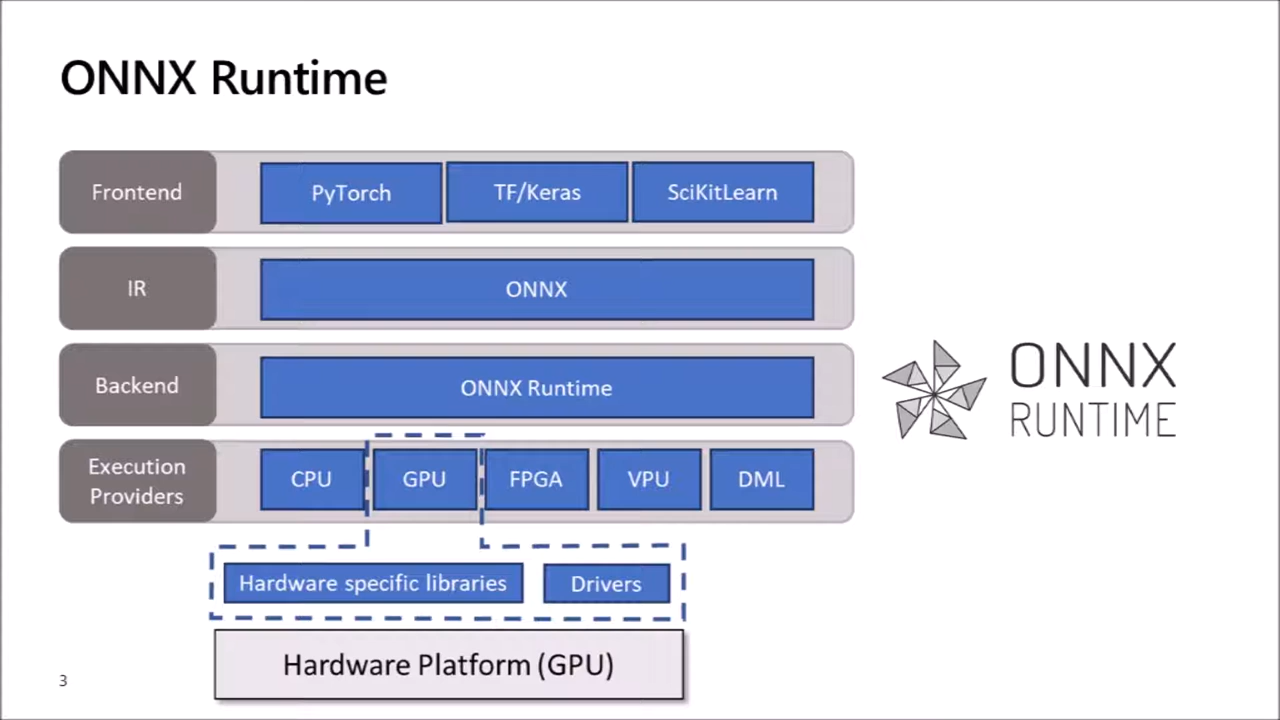 ONNX Runtime
Frontend
PyTorch
TF/Keras
SciKitLearn
IR
ONNX
Backend
ONNX Runtime
ONNX
RUNTIME
Execution
Providers
CPU
GPU
FPGA
VPU
DML
Hardware specific libraries
Drivers
Hardware Platform (GPU)
3